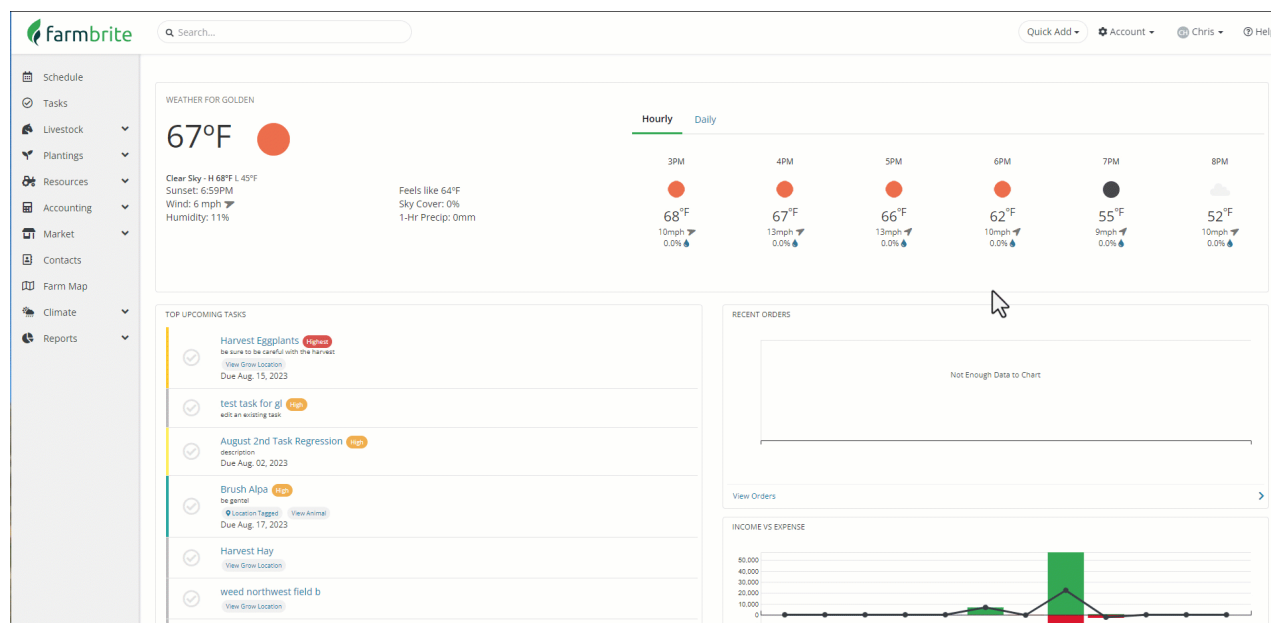 farmbrite
Search...
Quick Add
Account
CH Chris
Hel
Schedule
Tasks
Livestock
Plantings
Resources
Accounting
Market
Contacts
Farm Map
Climate
Reports
WEATHER FOR GOLDEN
67°F
Clear Sky - H 68°F L 45°F
Sunset: 6:59PM
Wind: 6 mph
Humidity: 11%
Feels like 64°F
Sky Cover: 0%
1-Hr Precip: 0mm
Hourly Daily
3PM 4PM 5PM 6PM 7PM 8PM
68°F 67°F 66°F 62°F 55°F 52°F
10mph 13mph 13mph 10mph 9mph 10mph
0.0% 0.0% 0.0% 0.0% 0.0% 0.0%
TOP UPCOMING TASKS
Harvest Eggplants Highest
be sure to be careful with the harvest
View Grow Location
Due Aug. 15, 2023
test task for gl High
edit an existing task
August 2nd Task Regression High
description
Due Aug. 02, 2023
Brush Alpa High
be gentel
Location Tagged View Animal
Due Aug. 17, 2023
Harvest Hay
View Grow Location
weed northwest field b
View Grow Location
RECENT ORDERS
Not Enough Data to Chart
View Orders
INCOME VS EXPENSE
50,000
40,000
30,000
20,000
10,000
0